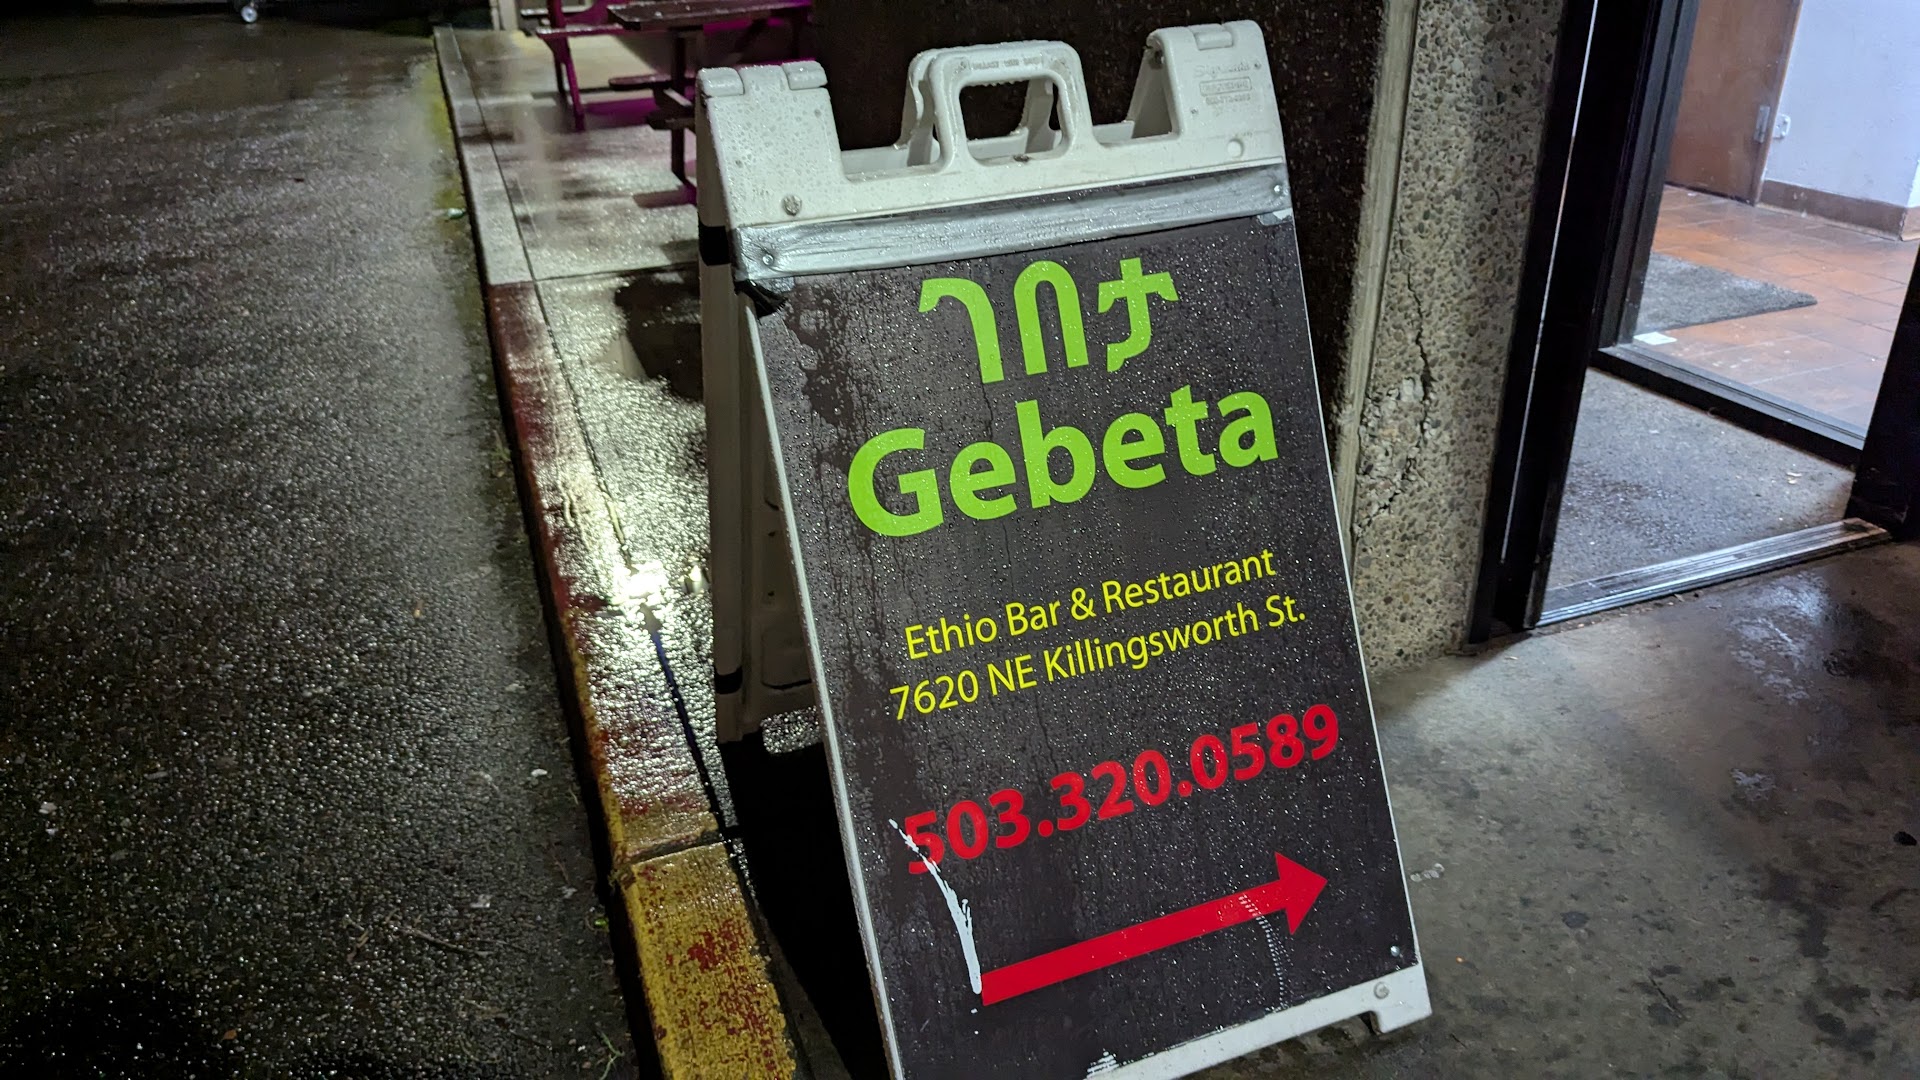 ገበታ
Gebeta
Ethio Bar & Restaurant
7620 NE Killingsworth St.
503.320.0589